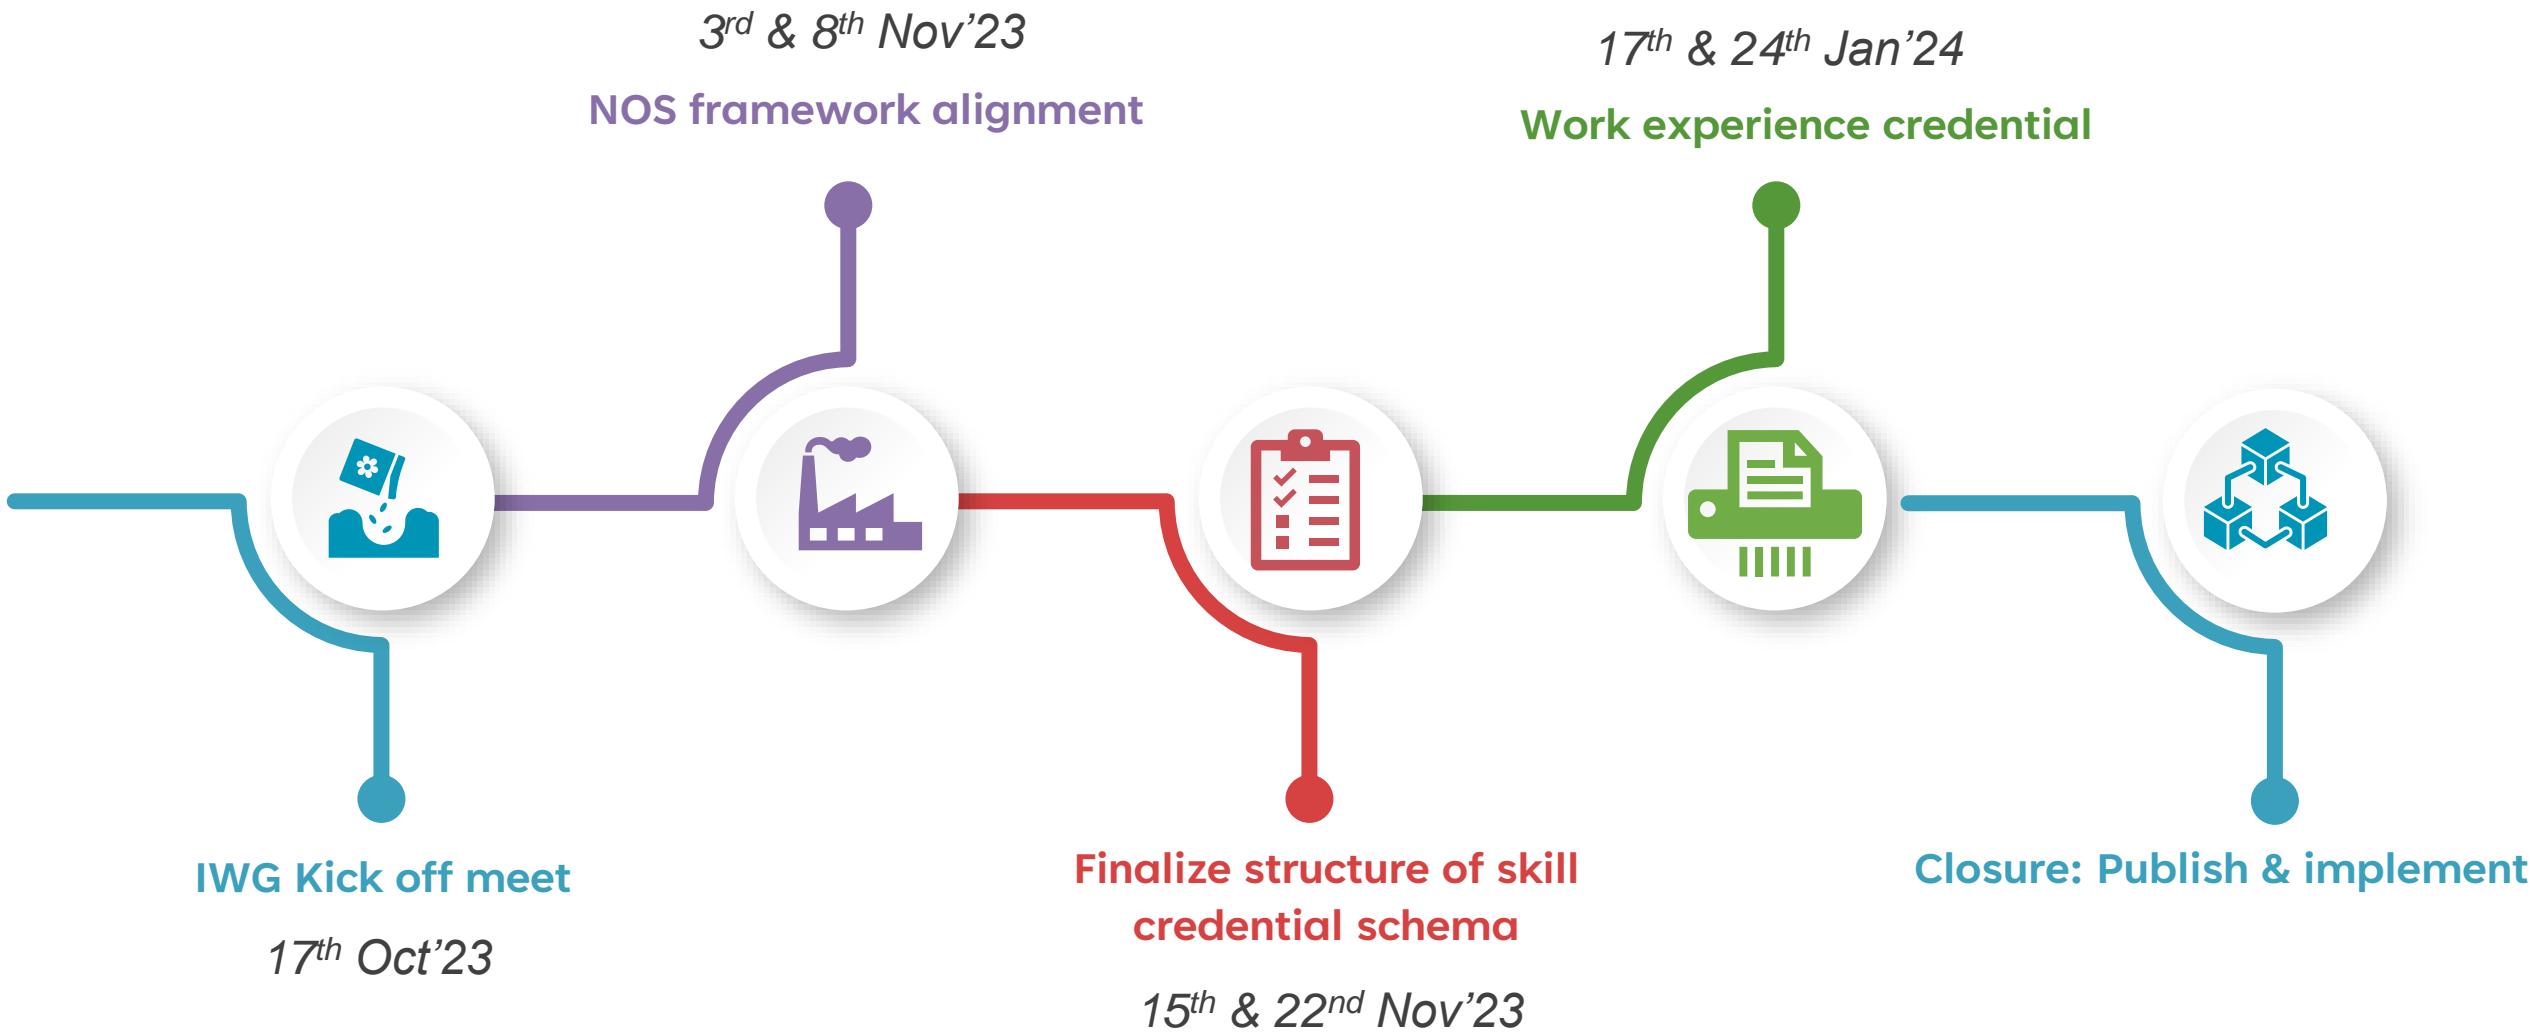 3rd & 8th Nov’23
NOS framework alignment
17th & 24th Jan’24
Work experience credential
IWG Kick off meet
17th Oct’23
Finalize structure of skill
credential schema
15th & 22nd Nov’23
Closure: Publish & implement